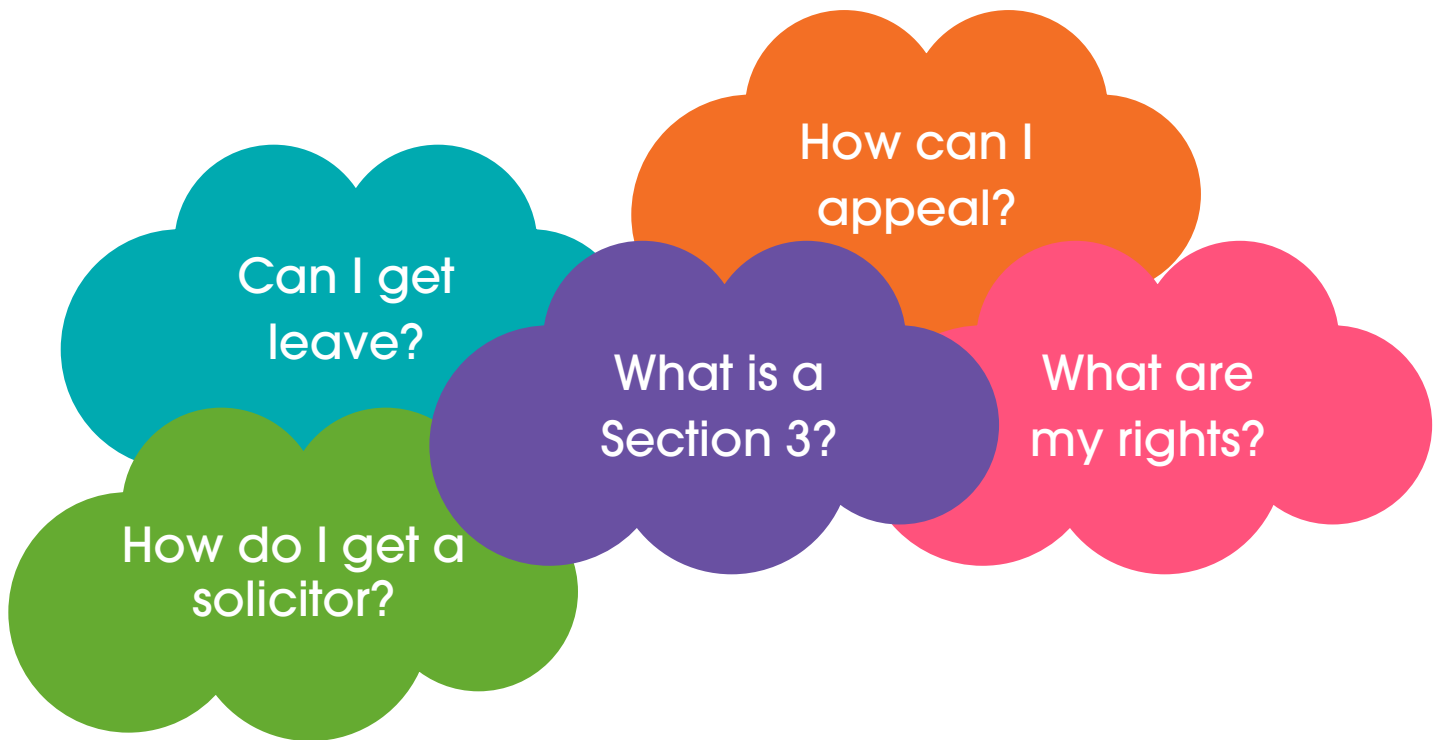 How can I
appeal?
Can I get
leave?
What is a
Section 3?
What are
my rights?
How do I get a
solicitor?